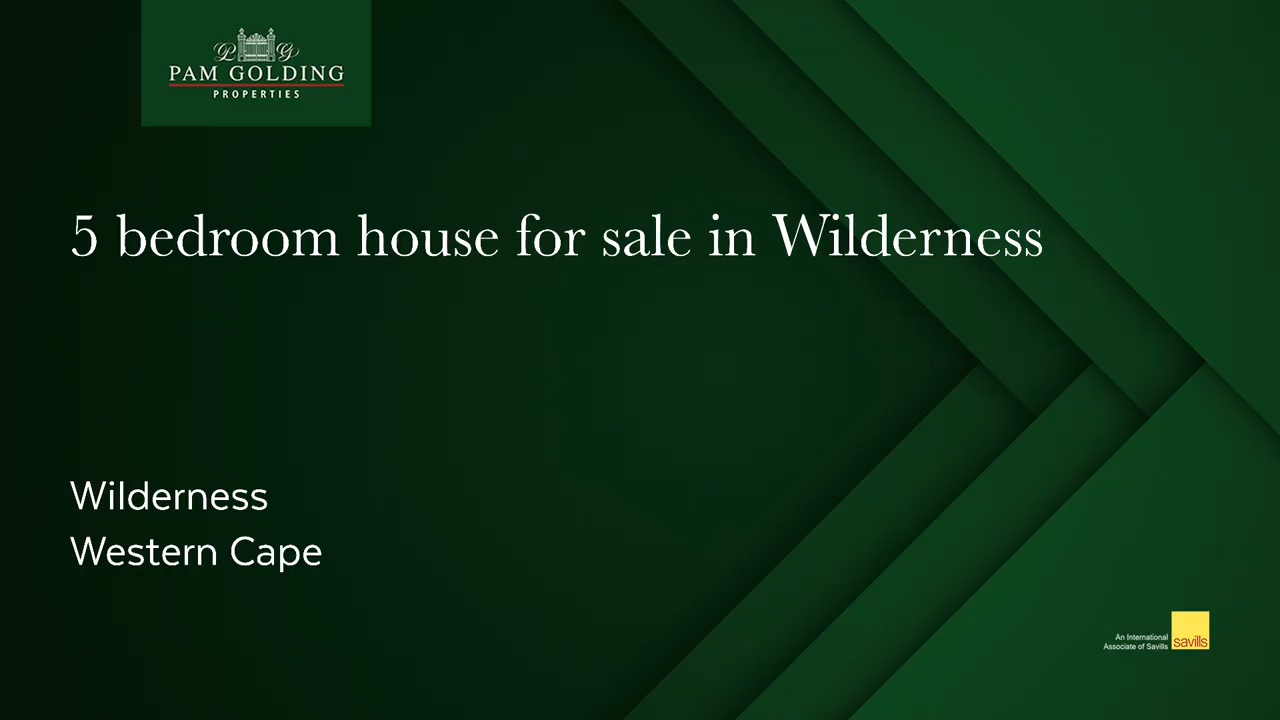 P G
PAM GOLDING
PROPERTIES
5 bedroom house for sale in Wilderness
Wilderness
Western Cape
An International
Associate of Savills
savills